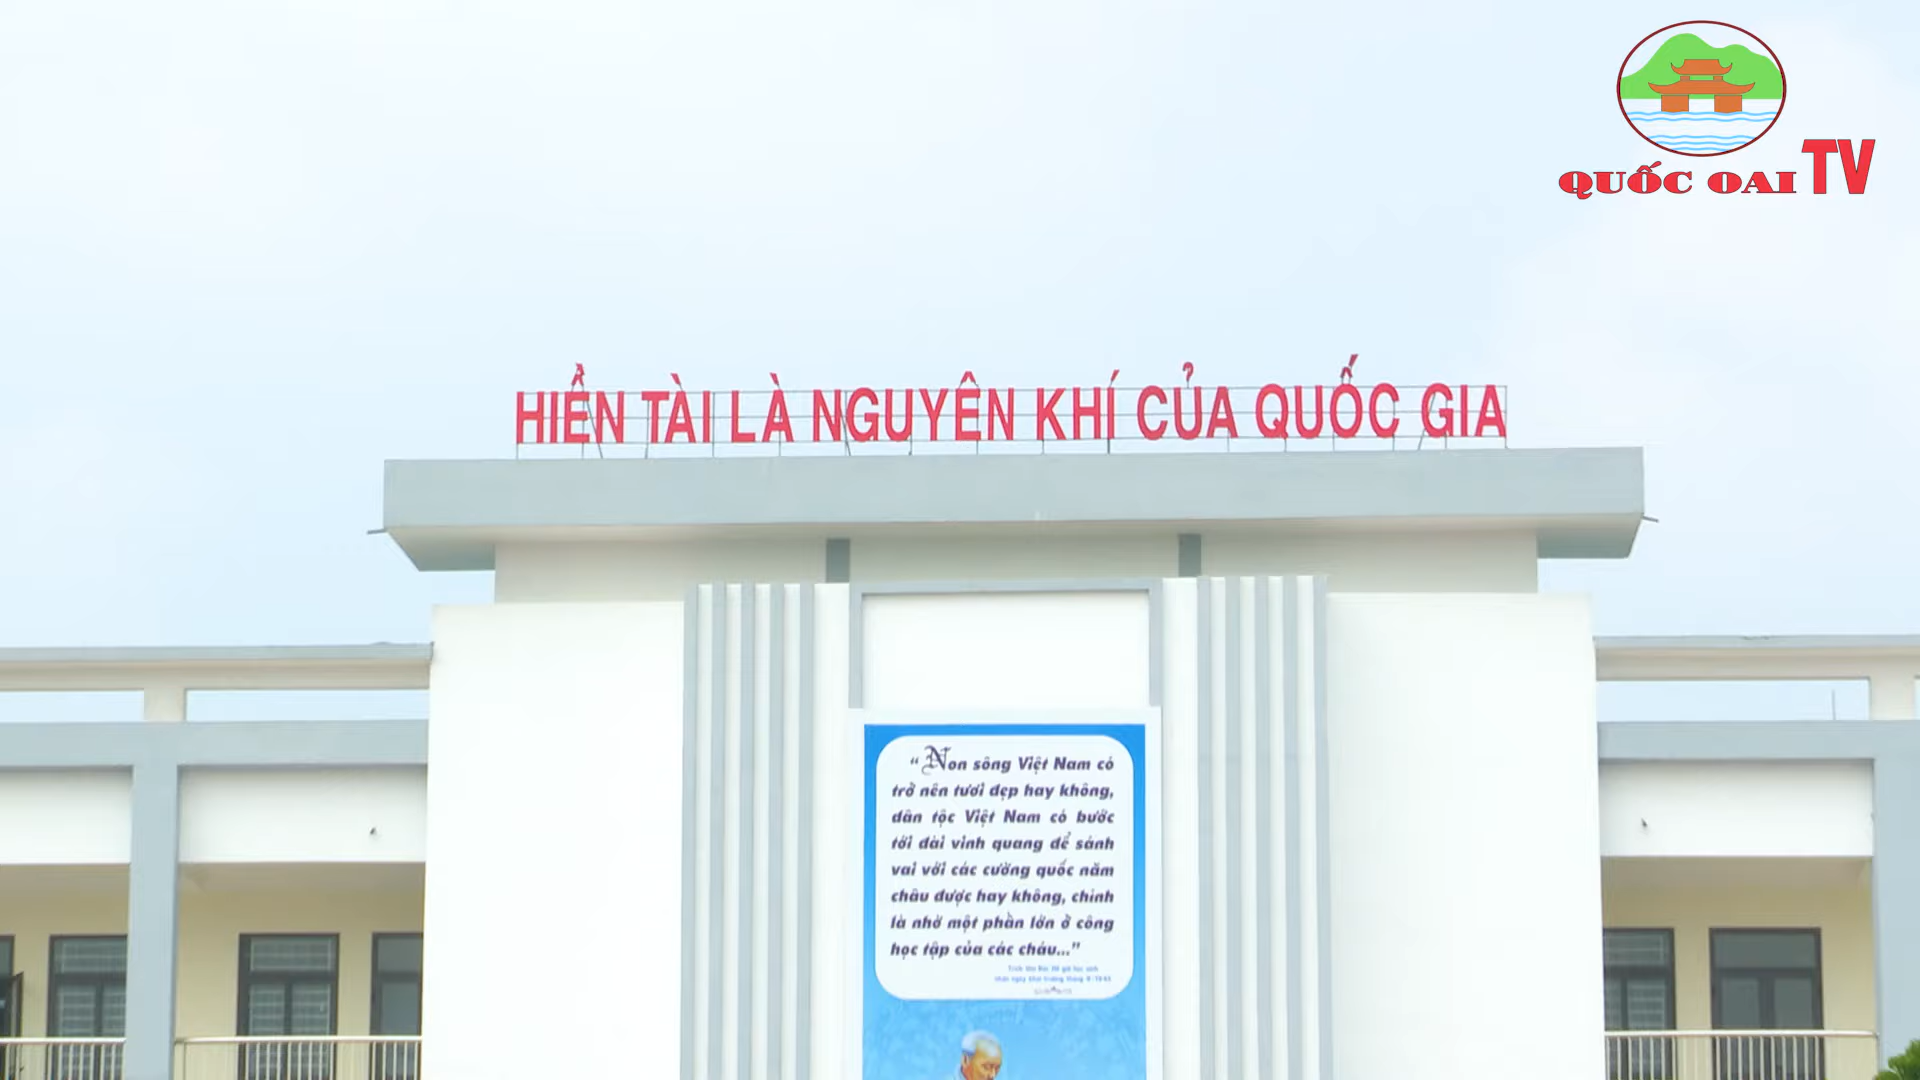 QUỐC OAI TV
HIỀN TÀI LÀ NGUYÊN KHÍ CỦA QUỐC GIA
“Non sông Việt Nam có
trở nên tươi đẹp hay không,
dân tộc Việt Nam có bước
tới đài vinh quang để sánh
vai với các cường quốc năm
châu được hay không, chính
là nhờ một phần lớn ở công
học tập của các cháu...”